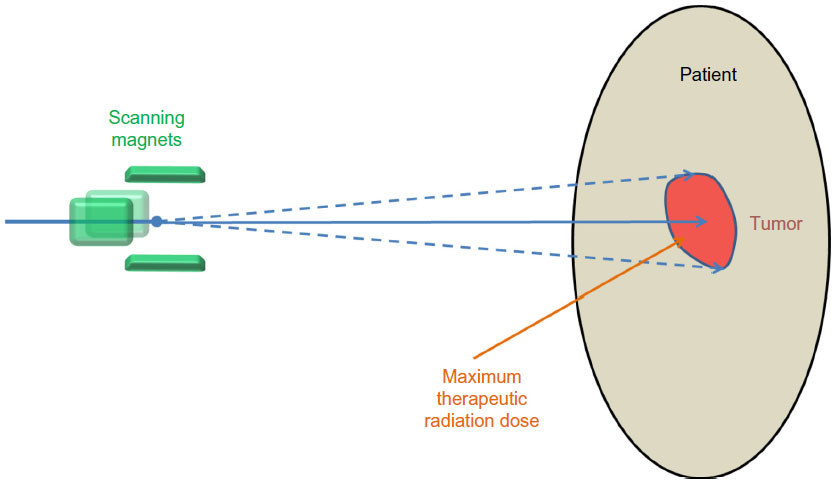 Patient
Scanning
magnets
Tumor
Maximum
therapeutic
radiation dose